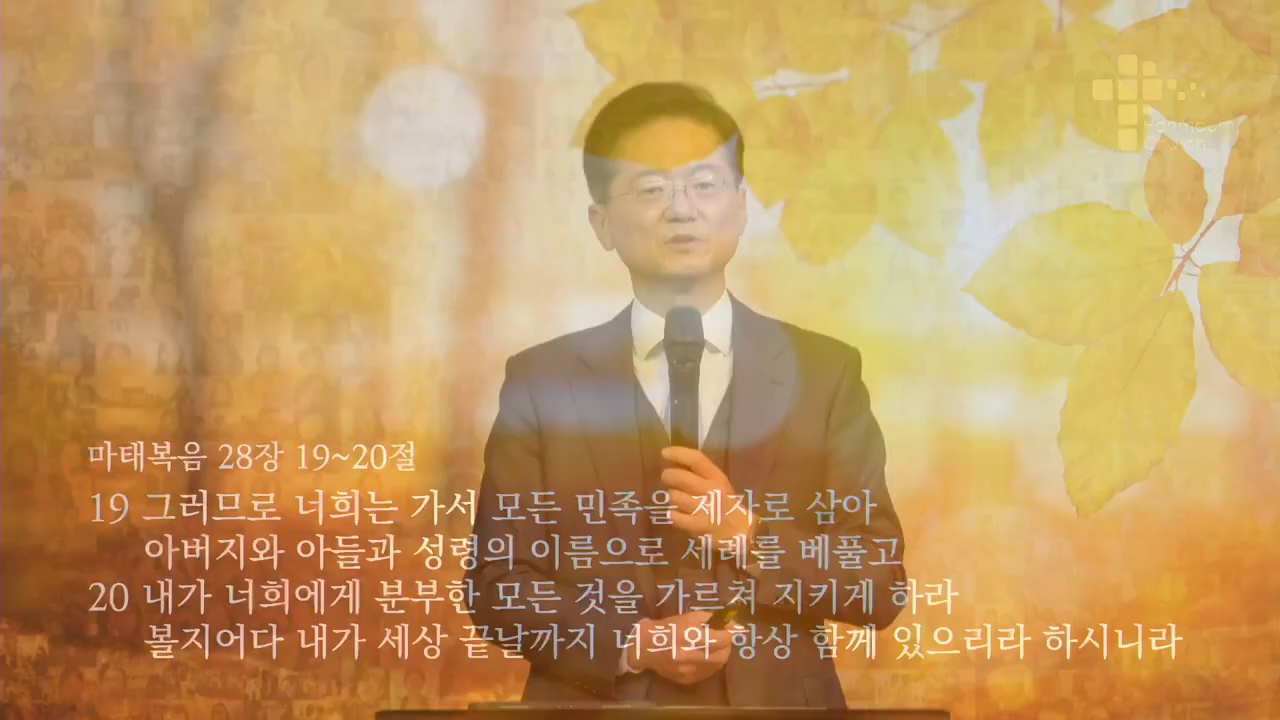 마태복음 28장 19~20절
19 그러므로 너희는 가서 모든 민족을 제자로 삼아
아버지와 아들과 성령의 이름으로 세례를 베풀고
20 내가 너희에게 분부한 모든 것을 가르쳐 지키게 하라
볼지어다 내가 세상 끝날까지 너희와 항상 함께 있으리라 하시니라
Church